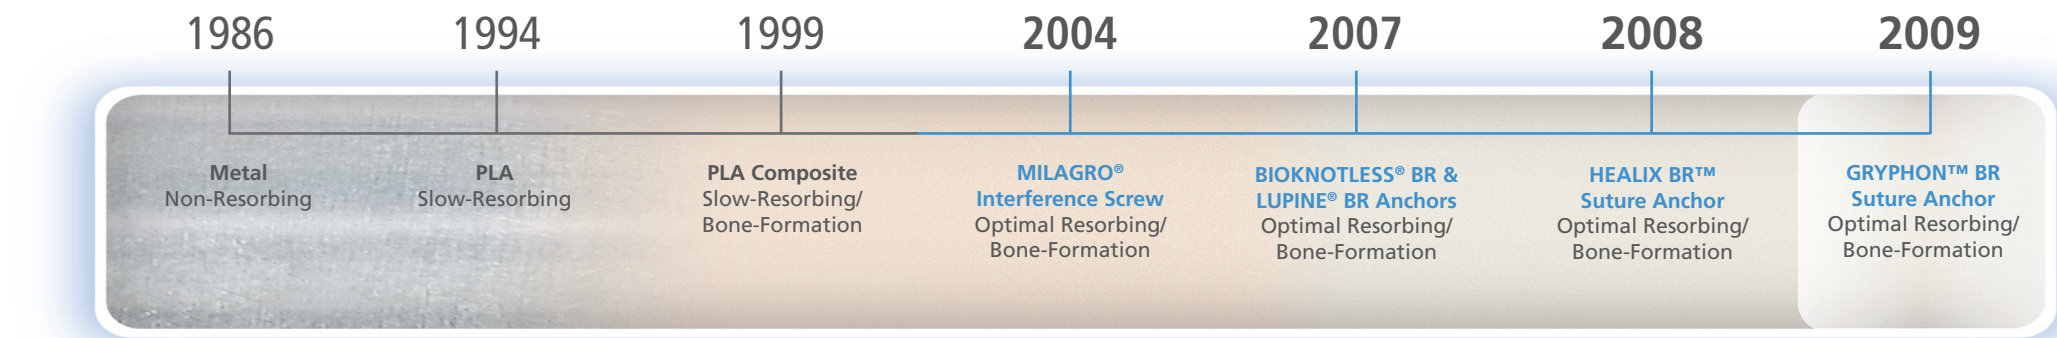 1986
1994
1999
2004
2007
2008
2009
Metal
Non-Resorbing
PLA
Slow-Resorbing
PLA Composite
Slow-Resorbing/
Bone-Formation
MILAGRO®
Interference Screw
Optimal Resorbing/
Bone-Formation
BIOKNOTLESS® BR &
LUPINE® BR Anchors
Optimal Resorbing/
Bone-Formation
HEALIX BR™
Suture Anchor
Optimal Resorbing/
Bone-Formation
GRYPHON™ BR
Suture Anchor
Optimal Resorbing/
Bone-Formation